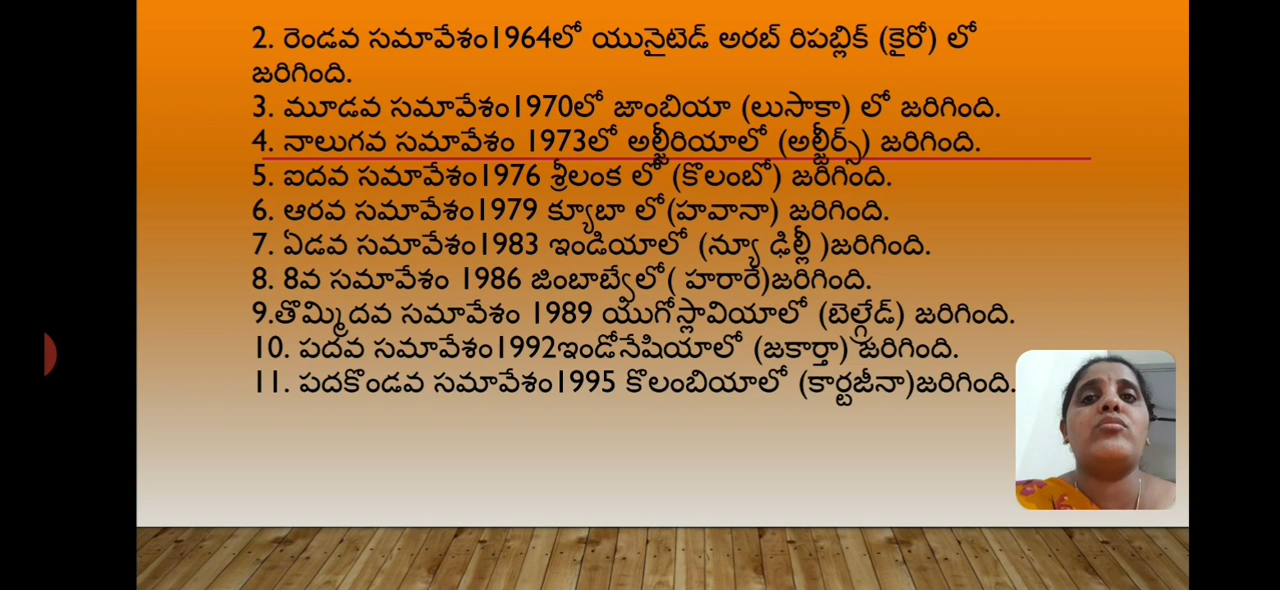 2. రెండవ సమావేశం1964లో యునైటెడ్ అరబ్ రిపబ్లిక్ (కైరో) లో
జరిగింది.
3. మూడవ సమావేశం1970లో జాంబియా (లుసాకా) లో జరిగింది.
4. నాలుగవ సమావేశం 1973లో అల్జీరియాలో (అల్జీర్స్) జరిగింది.
5. ఐదవ సమావేశం1976 శ్రీలంక లో (కొలంబో) జరిగింది.
6. ఆరవ సమావేశం1979 క్యూబా లో(హవానా) జరిగింది.
7. ఏడవ సమావేశం1983 ఇండియాలో (న్యూ ఢిల్లీ )జరిగింది.
8. 8వ సమావేశం 1986 జింబాబ్వేలో( హరారే)జరిగింది.
9.తొమ్మిదవ సమావేశం 1989 యుగోస్లావియాలో (బెల్గ్రేడ్) జరిగింది.
10. పదవ సమావేశం1992ఇండోనేషియాలో (జకార్తా) జరిగింది.
11. పదకొండవ సమావేశం1995 కొలంబియాలో (కార్టజీనా)జరిగింది.